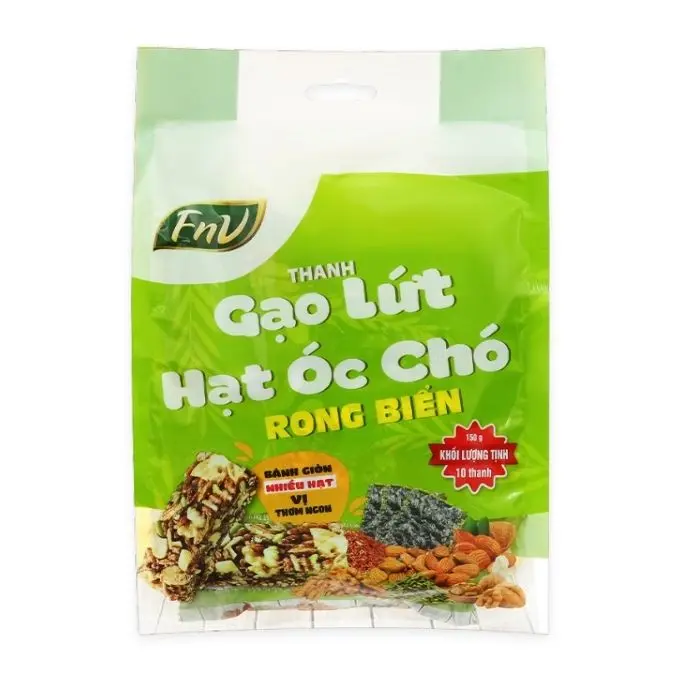 FnV
THANH
Gạo Lứt
Hạt Óc Chó
RONG BIỂN
150 g
KHỐI LƯỢNG TỊNH
10 thanh
BÁNH GIÒN
NHIỀU HẠT
VỊ
THƠM NGON